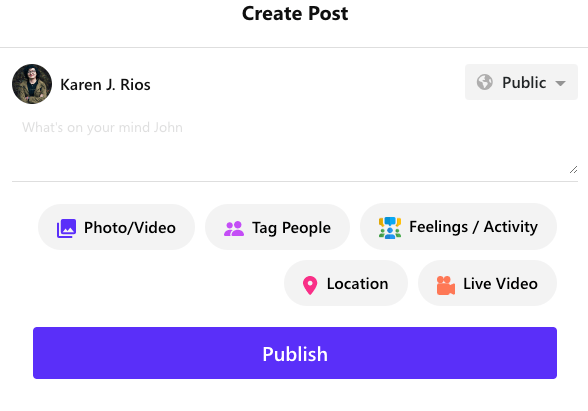 Create Post
Karen J. Rios
Public
What's on your mind John
Photo/Video
Tag People
Feelings / Activity
Location
Live Video
Publish